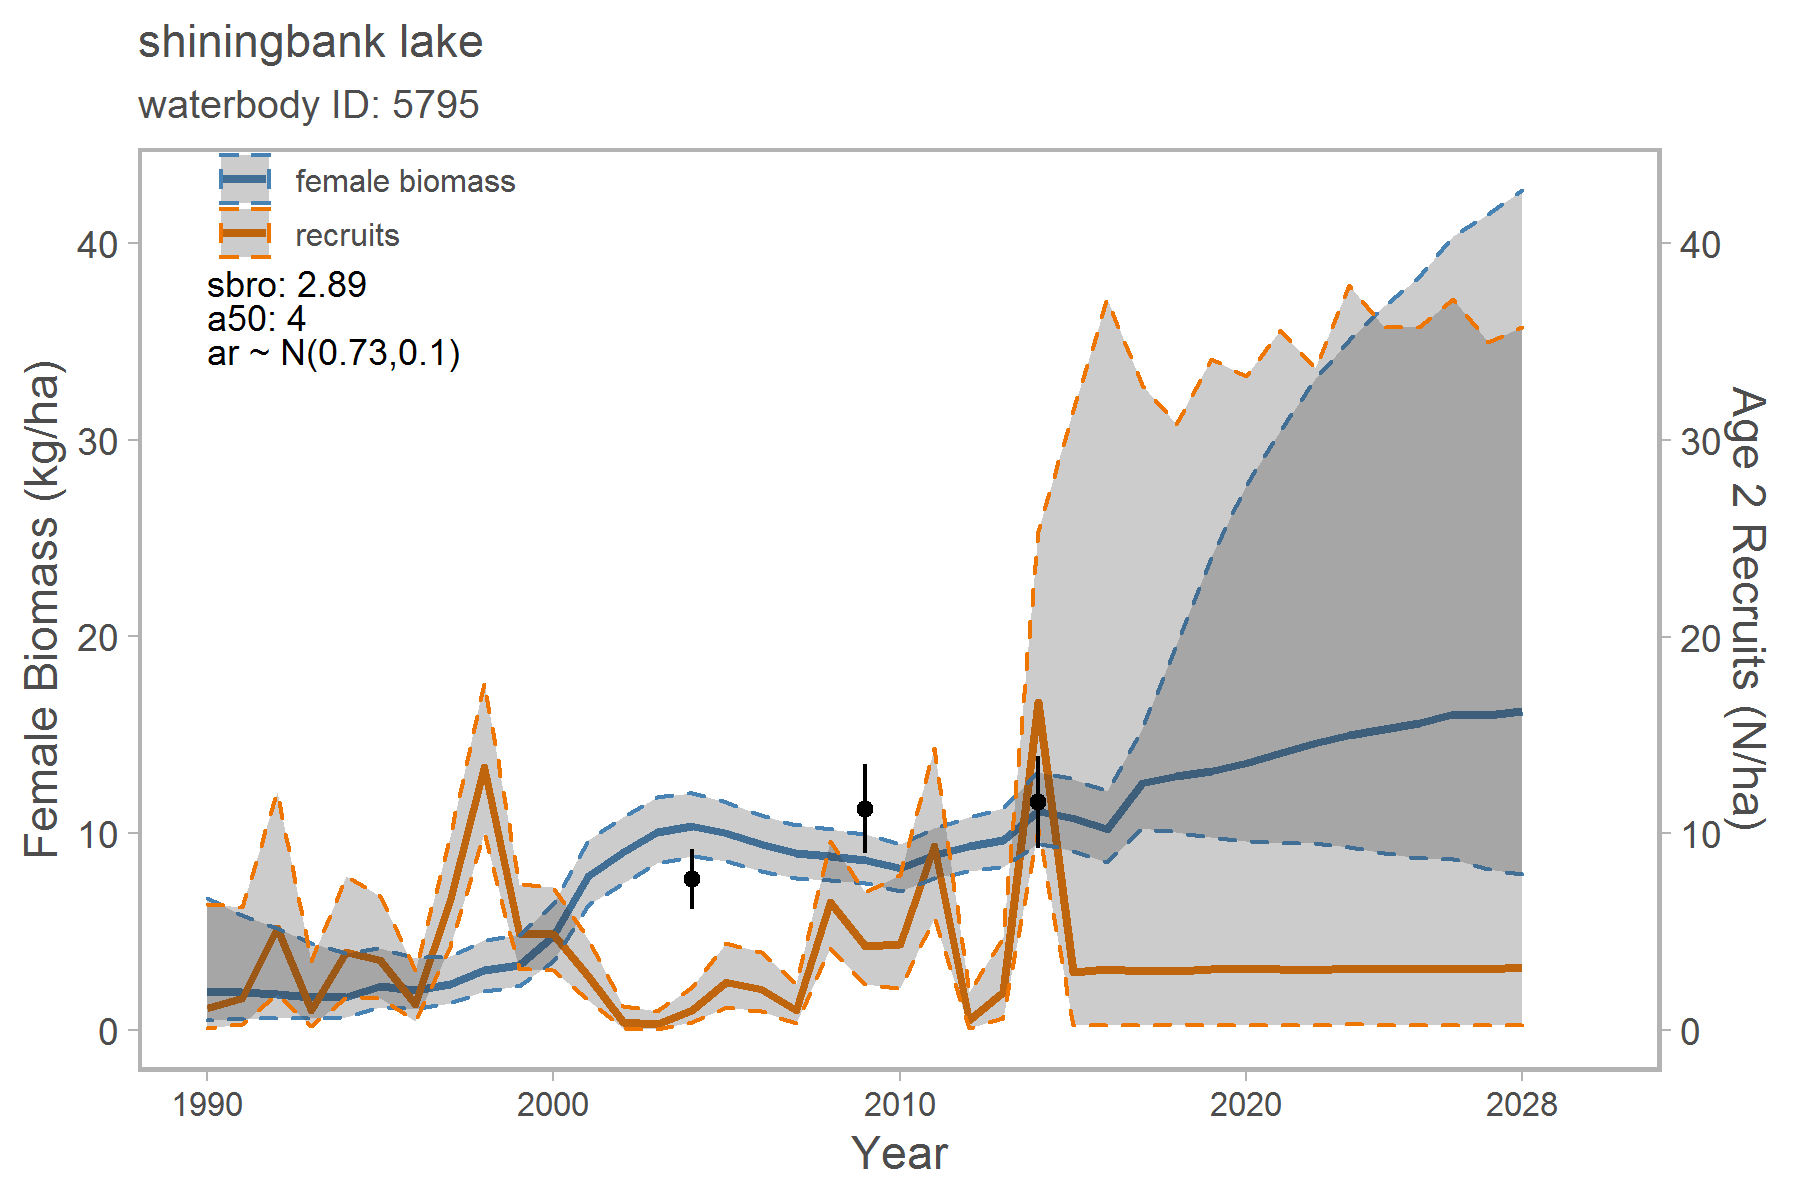 shiningbank lake
waterbody ID: 5795
female biomass
recruits
sbro: 2.89
a50: 4
ar ~ N(0.73,0.1)
Female Biomass (kg/ha)
40
30
20
10
0
Age 2 Recruits (N/ha)
40
30
20
10
0
1990
2000
2010
2020
2028
Year